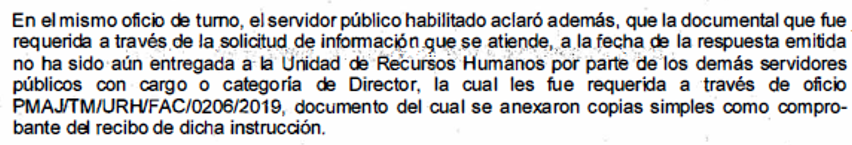 En el mismo oficio de turno, el servidor público habilitado aclaró además, que la documental que fue
requerida a través de la solicitud de información que se atiende, a la fecha de la respuesta emitida
no ha sido aún entregada a la Unidad de Recursos Humanos por parte de los demás servidores
públicos con cargo o categoría de Director, la cual les fue requerida a través de oficio
PMAJ/TM/URH/FAC/0206/2019, documento del cual se anexaron copias simples como compro-
bante del recibo de dicha instrucción.